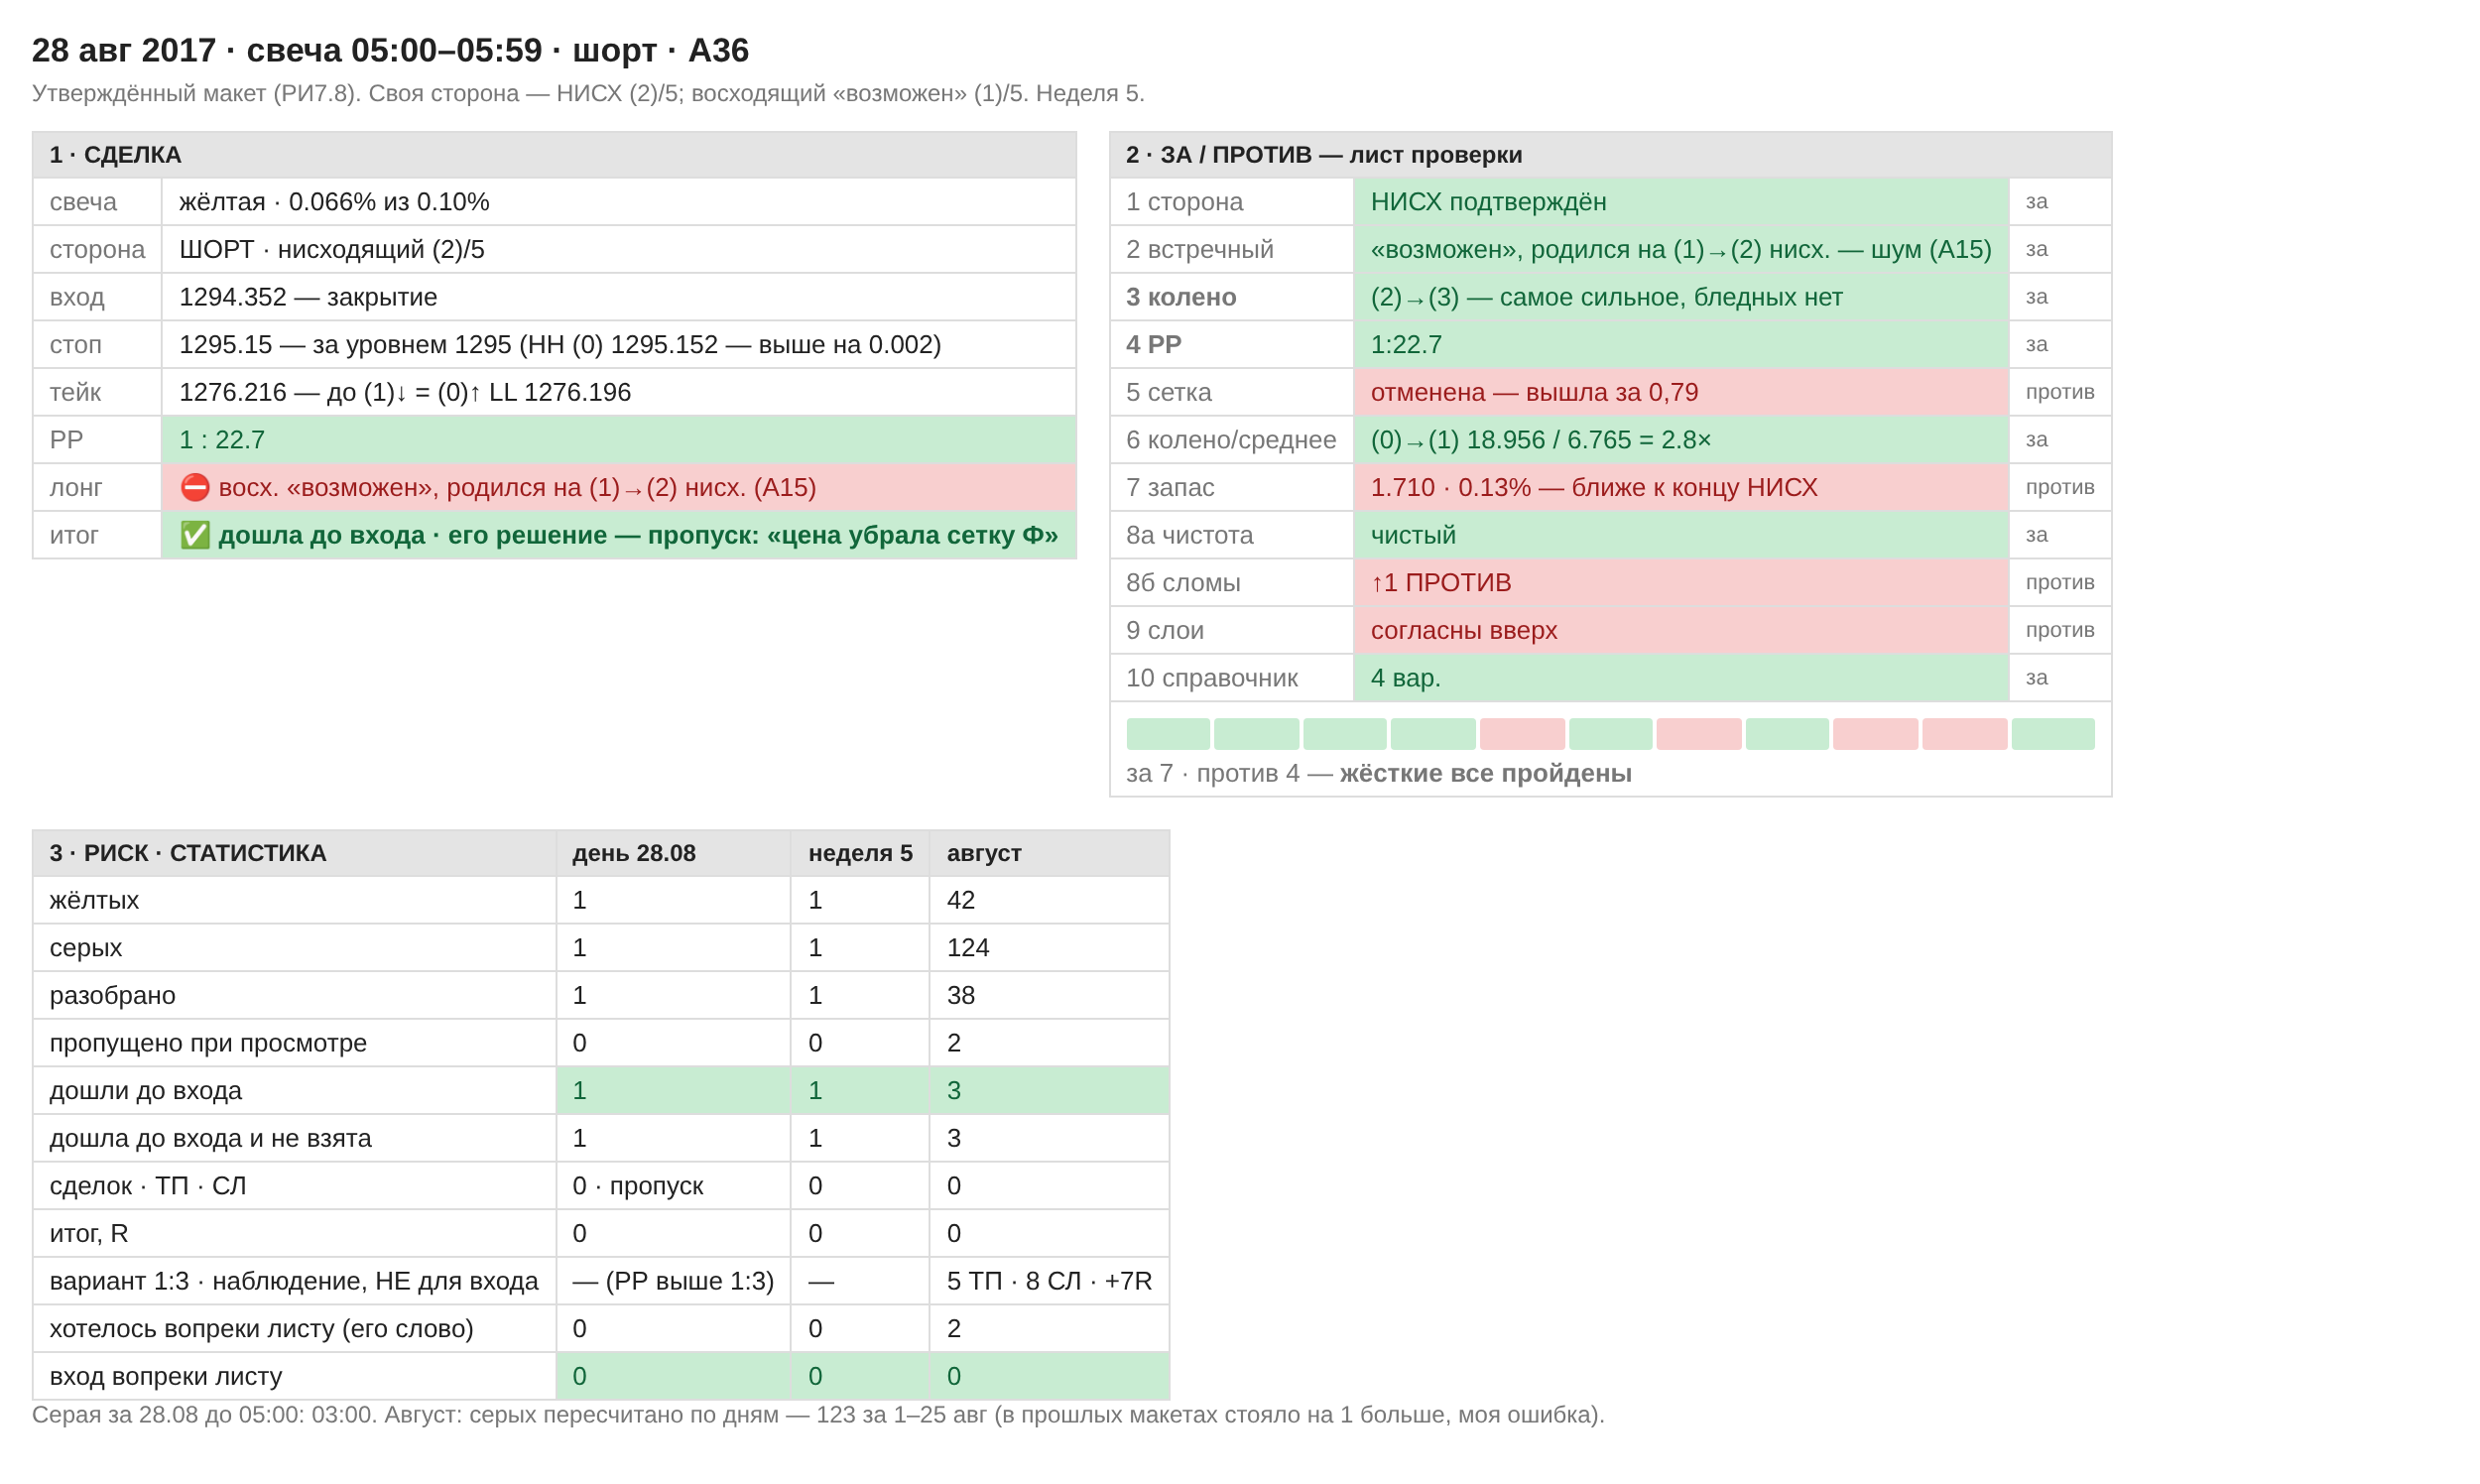 28 авг 2017 · свеча 05:00–05:59 · шорт · А36
Утверждённый макет (РИ7.8). Своя сторона — НИСХ (2)/5; восходящий «возможен» (1)/5. Неделя 5.
1 · СДЕЛКА
свеча жёлтая · 0.066% из 0.10%
сторона ШОРТ · нисходящий (2)/5
вход 1294.352 — закрытие
стоп 1295.15 — за уровнем 1295 (HH (0) 1295.152 — выше на 0.002)
тейк 1276.216 — до (1)↓ = (0)↑ LL 1276.196
РР 1 : 22.7
лонг ⛔ восх. «возможен», родился на (1)→(2) нисх. (А15)
итог ✅ дошла до входа · его решение — пропуск: «цена убрала сетку Ф»
2 · ЗА / ПРОТИВ — лист проверки
1 сторона НИСХ подтверждён за
2 встречный «возможен», родился на (1)→(2) нисх. — шум (А15) за
3 колено (2)→(3) — самое сильное, бледных нет за
4 РР 1:22.7 за
5 сетка отменена — вышла за 0,79 против
6 колено/среднее (0)→(1) 18.956 / 6.765 = 2.8× за
7 запас 1.710 · 0.13% — ближе к концу НИСХ против
8а чистота чистый за
8б сломы ↑1 ПРОТИВ против
9 слои согласны вверх против
10 справочник 4 вар. за
за 7 · против 4 — жёсткие все пройдены
3 · РИСК · СТАТИСТИКА день 28.08 неделя 5 август
жёлтых 1 1 42
серых 1 1 124
разобрано 1 1 38
пропущено при просмотре 0 0 2
дошли до входа 1 1 3
дошла до входа и не взята 1 1 3
сделок · ТП · СЛ 0 · пропуск 0 0
итог, R 0 0 0
вариант 1:3 · наблюдение, НЕ для входа — (РР выше 1:3) — 5 ТП · 8 СЛ · +7R
хотелось вопреки листу (его слово) 0 0 2
вход вопреки листу 0 0 0
Серая за 28.08 до 05:00: 03:00. Август: серых пересчитано по дням — 123 за 1–25 авг (в прошлых макетах стояло на 1 больше, моя ошибка).